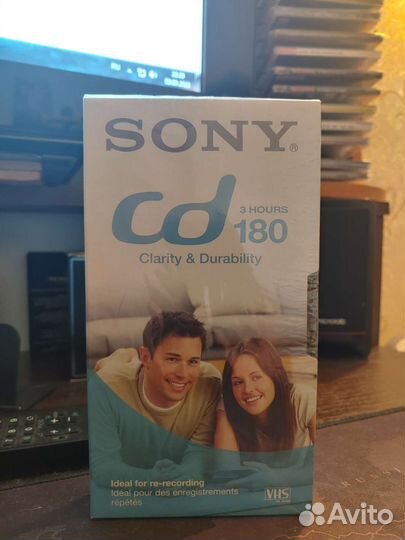 SONY®
cd
3 HOURS
180
Clarity & Durability
Ideal for re-recording
Idéal pour des enregistrements
répétés
VHS
Avito